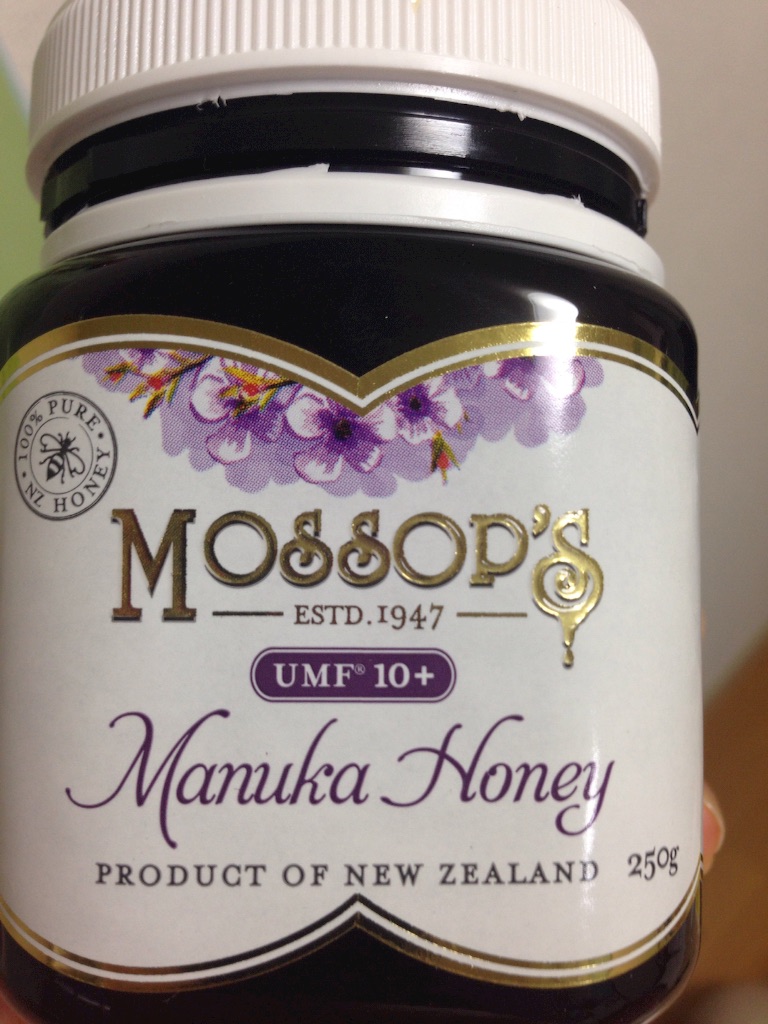 100% PURE
NZ HONEY
MOSSOP'S
ESTD. 1947
UMF® 10+
Manuka Honey
PRODUCT OF NEW ZEALAND 250g